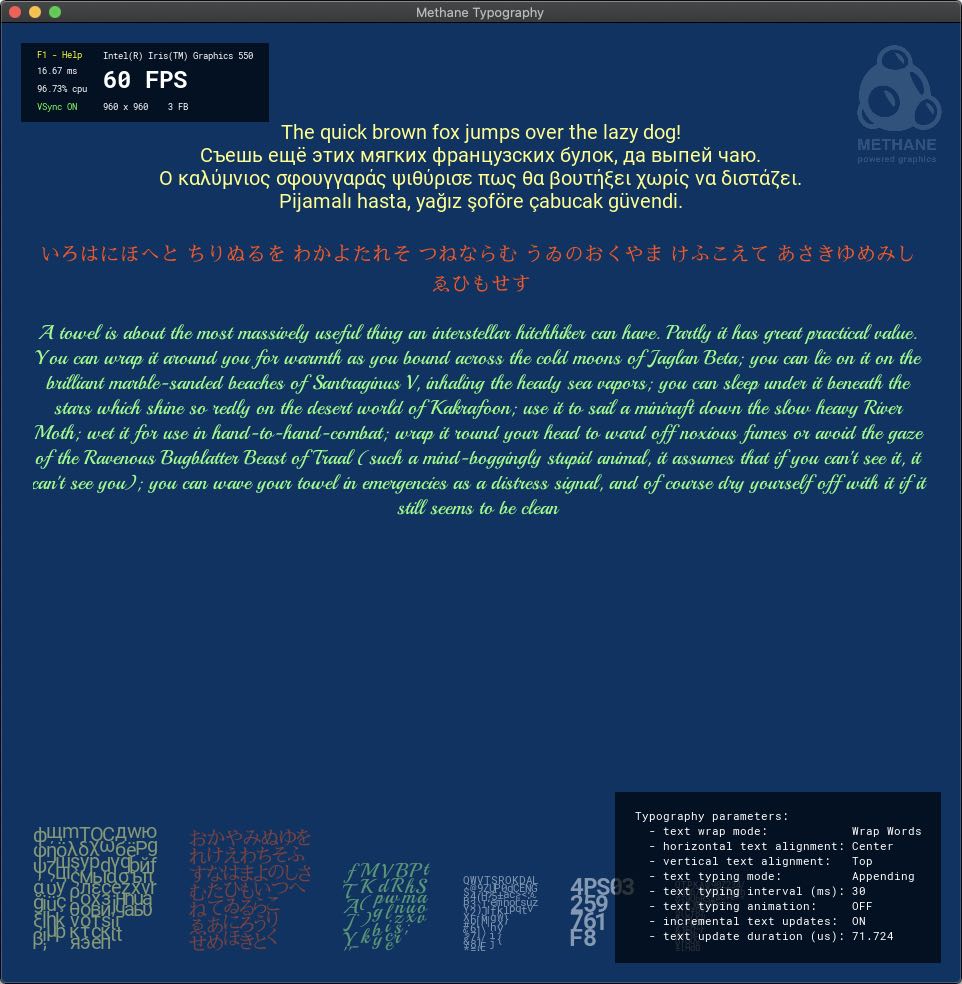 Methane Typography
F1 - Help
Intel(R) Iris(TM) Graphics 550
16.67 ms
60 FPS
96.73% cpu
VSync ON
960 x 960 3 FB
METHANE
powered graphics
The quick brown fox jumps over the lazy dog!
Съешь ещё этих мягких французских булок, да выпей чаю.
Ο καλύμνιος σφουγγαράς ψιθύρισε πως θα βουτήξει χωρίς να διστάζει.
Pijamalı hasta, yağız şoföre çabucak güvendi.
いろはにほへと ちりぬるを わかよたれそ つねならむ うゐのおくやま けふこえて あさきゆめみし
ゑひもせす
A towel is about the most massively useful thing an interstellar hitchhiker can have. Partly it has great practical value.
You can wrap it around you for warmth as you bound across the cold moons of Jaglan Beta; you can lie on it on the
brilliant marble-sanded beaches of Santraginus V, inhaling the heady sea vapors; you can sleep under it beneath the
stars which shine so redly on the desert world of Kakrafoon; use it to sail a miniraft down the slow heavy River
Moth; wet it for use in hand-to-hand-combat; wrap it round your head to ward off noxious fumes or avoid the gaze
of the Ravenous Bugblatter Beast of Traal (such a mind-boggingly stupid animal, it assumes that if you can't see it, it
can't see you); you can wave your towel in emergencies as a distress signal, and of course dry yourself off with it if it
still seems to be clean
おかやみぬゆを
れけえわちそふ
すなはまよのしさ
むたひもいつへ
ねてゐるらこ
ゑあにろうり
せめほきとく
4PS03
259
761
F8
Typography parameters:
- text wrap mode: Wrap Words
- horizontal text alignment: Center
- vertical text alignment: Top
- text typing mode: Appending
- text typing interval (ms): 30
- text typing animation: OFF
- incremental text updates: ON
- text update duration (us): 71.724